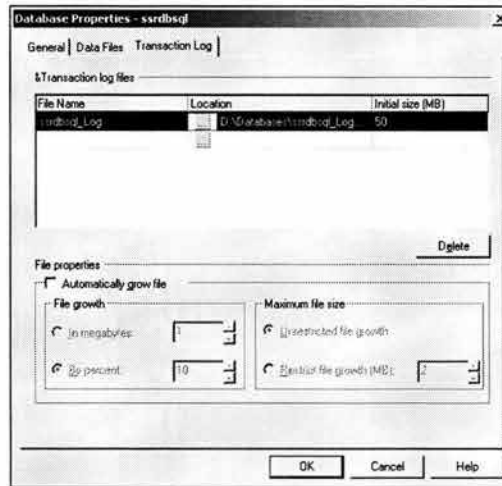 Database Properties - ssrdbsql
General Data Files Transaction Log
&Transaction log files
File Name Location Initial size (MB)
ssrdbsql_Log ... D:\Databases\ssrdbsql_Log... 50
...
Delete
File properties
Automatically grow file
File growth Maximum file size
In megabytes: 1 Unrestricted file growth
By percent: 10 Restrict file growth (MB): 2
OK Cancel Help